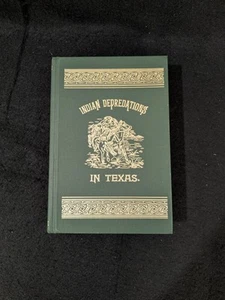 INDIAN DEPREDATIONS
IN TEXAS.